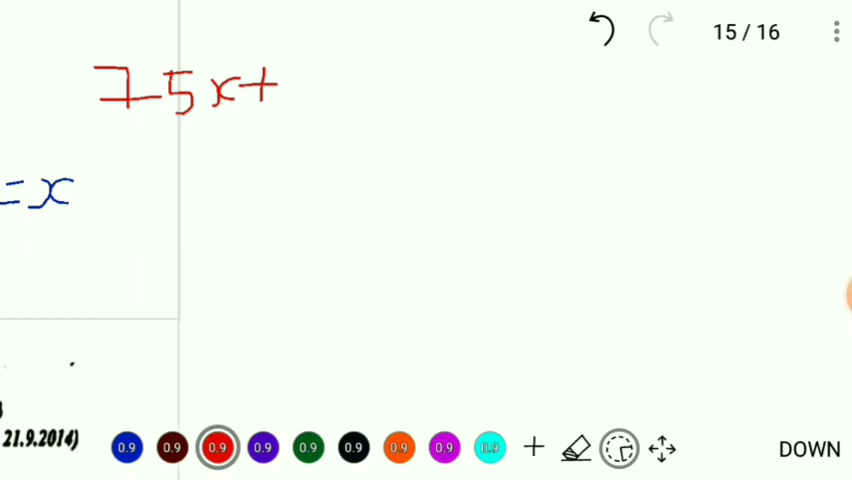 15 / 16
7-5x+
=x
21.9.2014)
0.9 0.9 0.9 0.9 0.9 0.9 0.9 0.9 0.9
DOWN